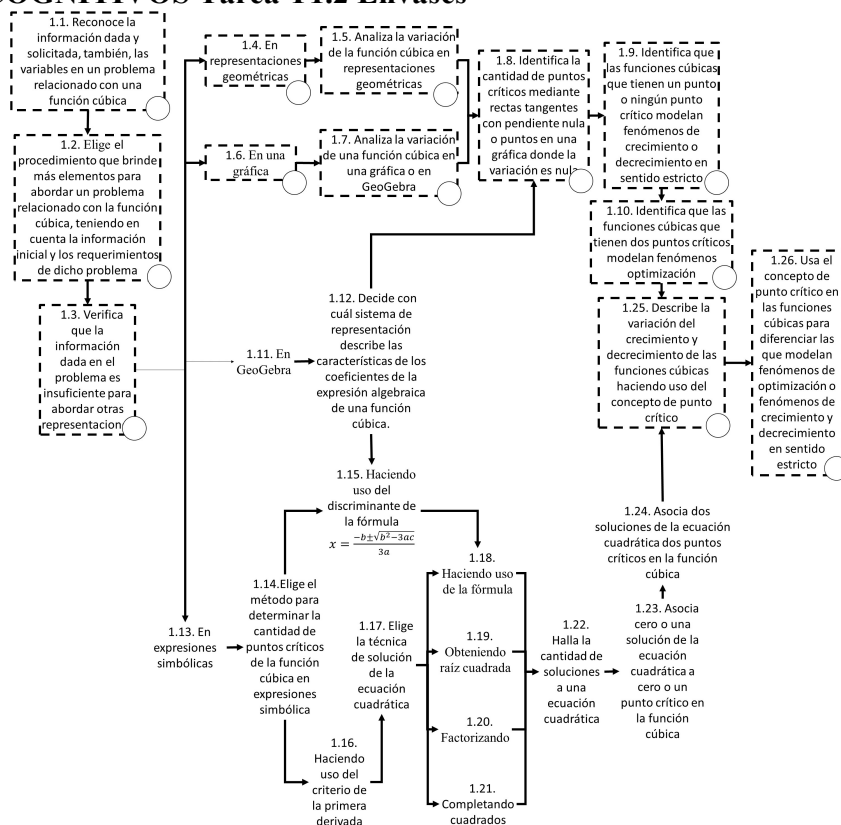 COGNITIVOS Tarea T1.2 Envases
1.1. Reconoce la
información dada y
solicitada, también, las
variables en un problema
relacionado con una
función cúbica
1.2. Elige el
procedimiento que brinde
más elementos para
abordar un problema
relacionado con la función
cúbica, teniendo en
cuenta la información
inicial y los requerimientos
de dicho problema
1.3. Verifica
que la
información
dada en el
problema es
insuficiente para
abordar otras
representacion
1.4. En
representaciones
geométricas
1.5. Analiza la variación
de la función cúbica en
representaciones
geométricas
1.6. En una
gráfica
1.7. Analiza la variación
de una función cúbica en
una gráfica o en
GeoGebra
1.8. Identifica la
cantidad de puntos
críticos mediante
rectas tangentes
con pendiente nula
o puntos en una
gráfica donde la
variación es nula
1.9. Identifica que
las funciones cúbicas
que tienen un punto
o ningún punto
crítico modelan
fenómenos de
crecimiento o
decrecimiento en
sentido estricto
1.10. Identifica que las
funciones cúbicas que
tienen dos puntos críticos
modelan fenómenos
optimización
1.11. En
GeoGebra
1.12. Decide con
cuál sistema de
representación
describe las
características de los
coeficientes de la
expresión algebraica
de una función
cúbica.
1.13. En
expresiones
simbólicas
1.14.Elige el
método para
determinar la
cantidad de
puntos críticos
de la función
cúbica en
expresiones
simbólica
1.15. Haciendo
uso del
discriminante de
la fórmula
x = \frac{-b±\sqrt{b^2-3ac}}{3a}
1.16.
Haciendo
uso del
criterio de
la primera
derivada
1.17. Elige
la técnica
de solución
de la
ecuación
cuadrática
1.18.
Haciendo uso
de la fórmula
1.19.
Obteniendo
raíz cuadrada
1.20.
Factorizando
1.21.
Completando
cuadrados
1.22.
Halla la
cantidad de
soluciones
a una
ecuación
cuadrática
1.23. Asocia
cero o una
solución de la
ecuación
cuadrática a
cero o un
punto crítico en
la función
cúbica
1.24. Asocia dos
soluciones de la ecuación
cuadrática dos puntos
críticos en la función
cúbica
1.25. Describe la
variación del
crecimiento y
decrecimiento de las
funciones cúbicas
haciendo uso del
concepto de punto
crítico
1.26. Usa el
concepto de
punto crítico en
las funciones
cúbicas para
diferenciar las
que modelan
fenómenos de
optimización o
fenómenos de
crecimiento y
decrecimiento
en sentido
estricto